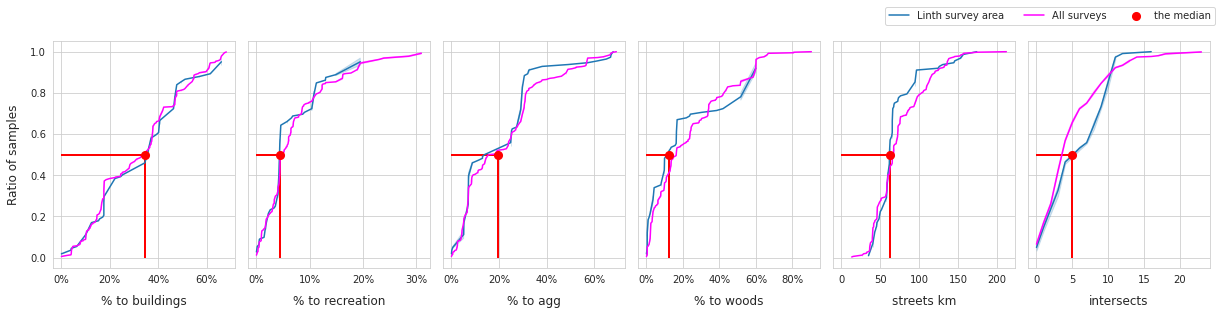 Linth survey area All surveys the median
Ratio of samples
1.0
0.8
0.6
0.4
0.2
0.0
0% 20% 40% 60%
% to buildings
0% 10% 20% 30%
% to recreation
0% 20% 40% 60%
% to agg
0% 20% 40% 60% 80%
% to woods
0 50 100 150 200
streets km
0 5 10 20
intersects